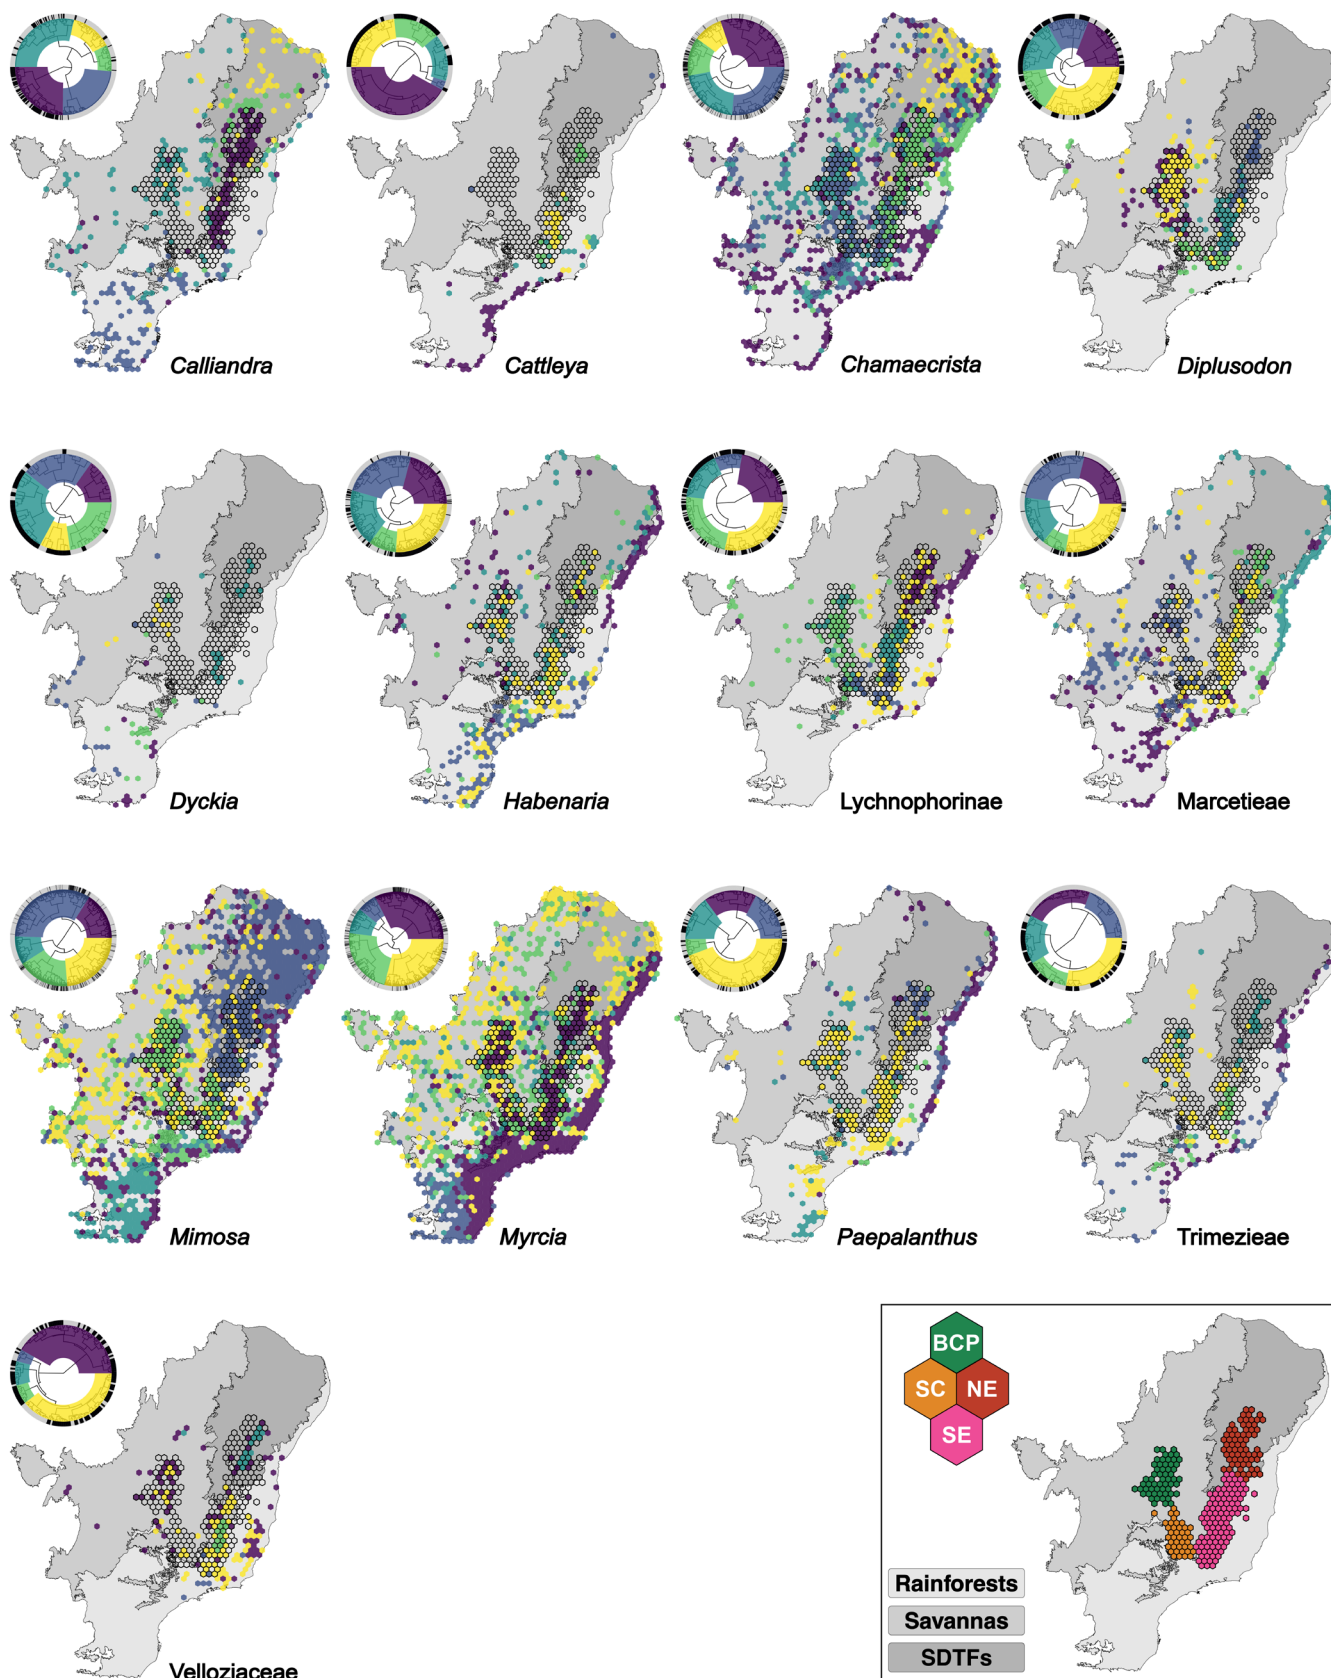 Calliandra
Cattleya
Chamaecrista
Diplusodon
Dyckia
Habenaria
Lychnophorinae
Marcetieae
Mimosa
Myrcia
Paepalanthus
Trimezieae
Velloziaceae
BCP
SC NE
SE
Rainforests
Savannas
SDTFs